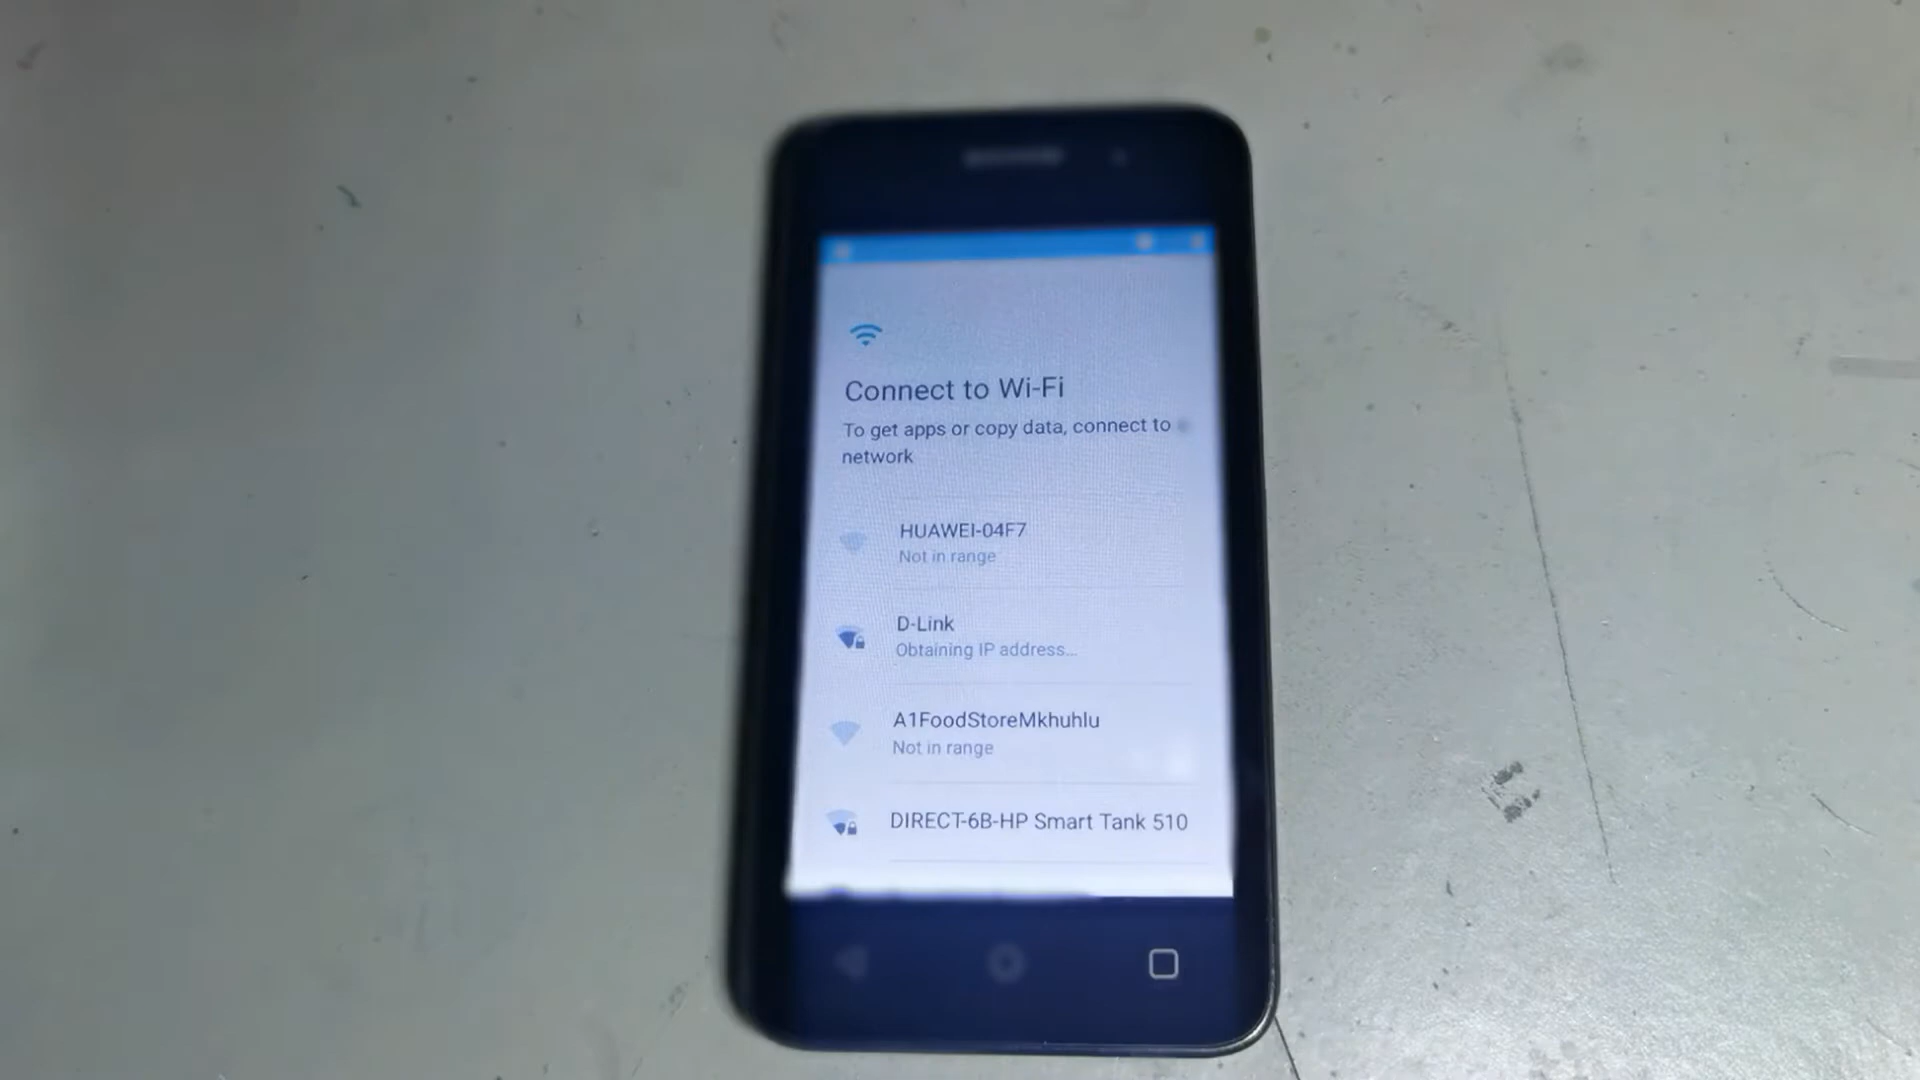 Connect to Wi-Fi
To get apps or copy data, connect to
network
HUAWEI-04F7
Not in range
D-Link
Obtaining IP address...
A1FoodStoreMkhuhlu
Not in range
DIRECT-6B-HP Smart Tank 510